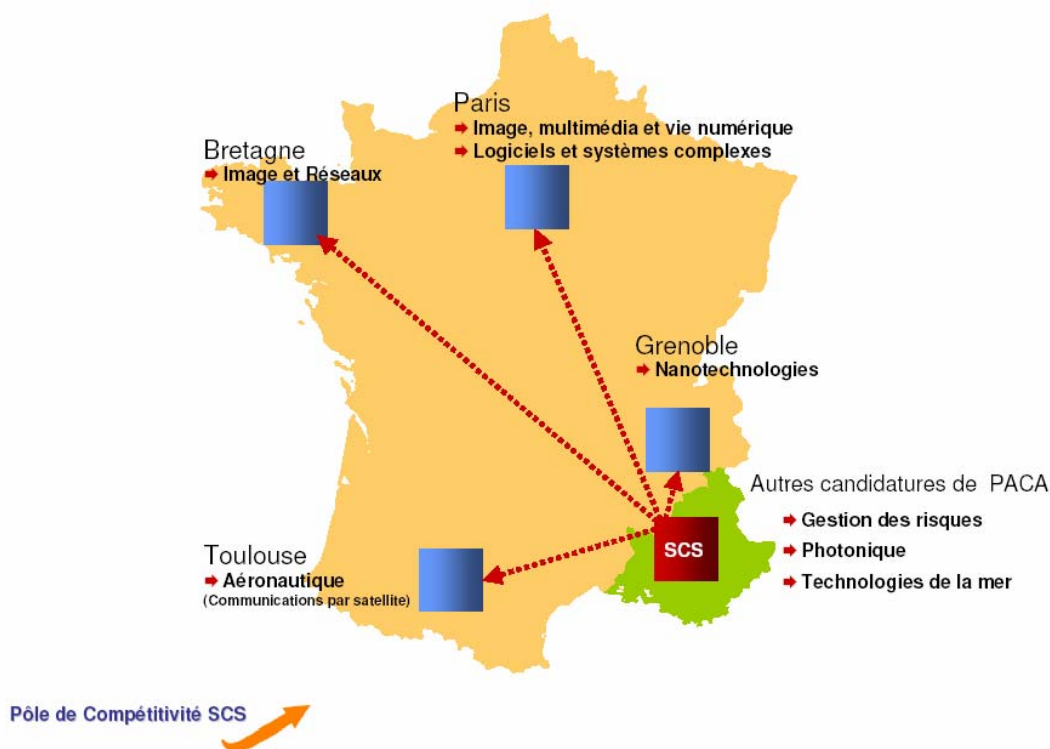 Paris
Image, multimédia et vie numérique
Logiciels et systèmes complexes
Bretagne
Image et Réseaux
Grenoble
Nanotechnologies
Autres candidatures de PACA
Gestion des risques
Photonique
Technologies de la mer
SCS
Toulouse
Aéronautique
(Communications par satellite)
Pôle de Compétitivité SCS